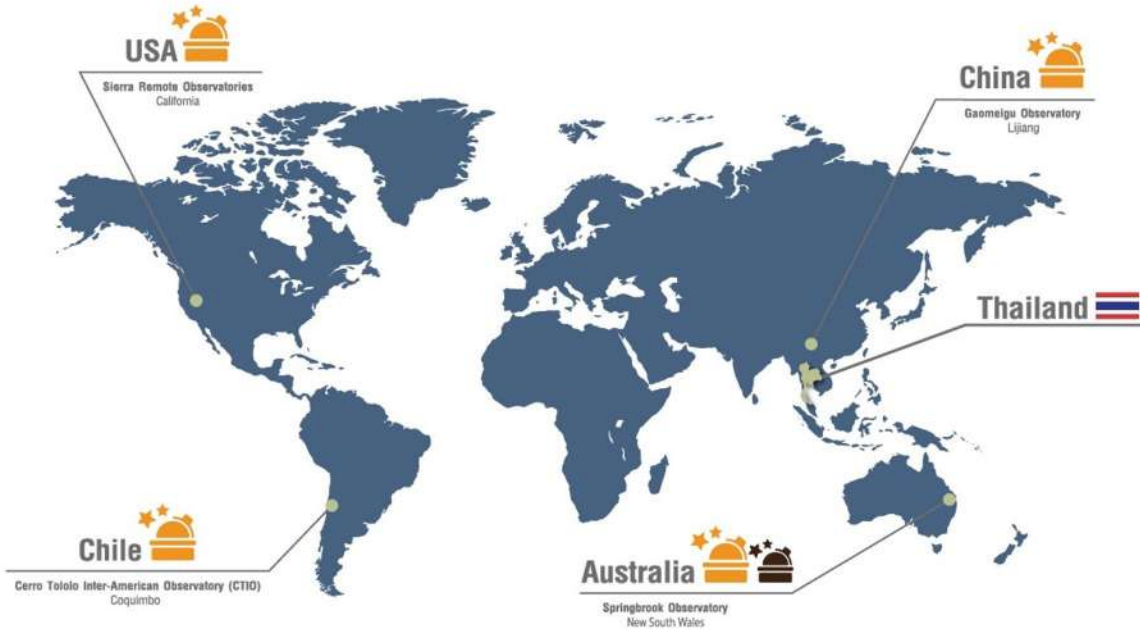 USA
Sierra Remote Observatories
California
China
Gaomeigu Observatory
Lijiang
Thailand
Chile
Cerro Tololo Inter-American Observatory (CTIO)
Coquimbo
Australia
Springbrook Observatory
New South Wales